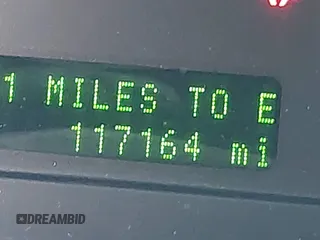 1 MILES TO E
117164 mi
DREAMBID